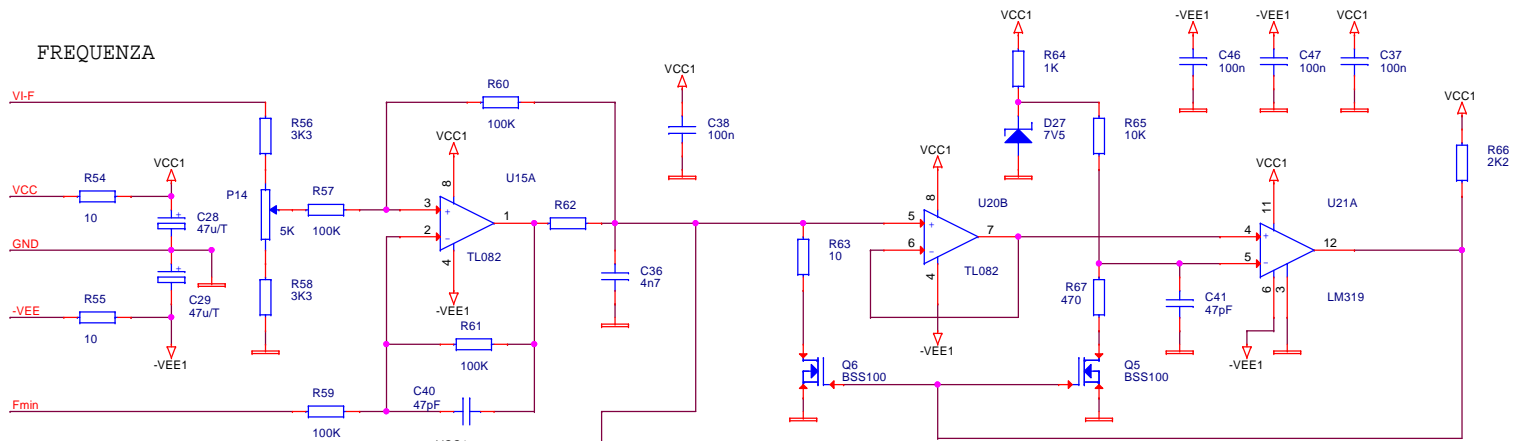 FREQUENZA
VI-F
R56
3K3
VCC
R54
10
VCC1
C28
47u/T
+
GND
C29
47u/T
+
-VEE
R55
10
-VEE1
P14
5K
R58
3K3
R57
100K
R60
100K
VCC1
8
U15A
3
+
2
-
1
4
TL082
-VEE1
R61
100K
C40
47pF
Fmin
R59
100K
R62
C36
4n7
VCC1
C38
100n
R63
10
Q6
BSS100
VCC1
8
U20B
5
+
6
-
7
4
TL082
-VEE1
VCC1
R64
1K
D27
7V5
R65
10K
R67
470
C41
47pF
Q5
BSS100
-VEE1
C46
100n
-VEE1
C47
100n
VCC1
C37
100n
VCC1
11
U21A
4
+
5
-
12
6
3
LM319
-VEE1
VCC1
R66
2K2